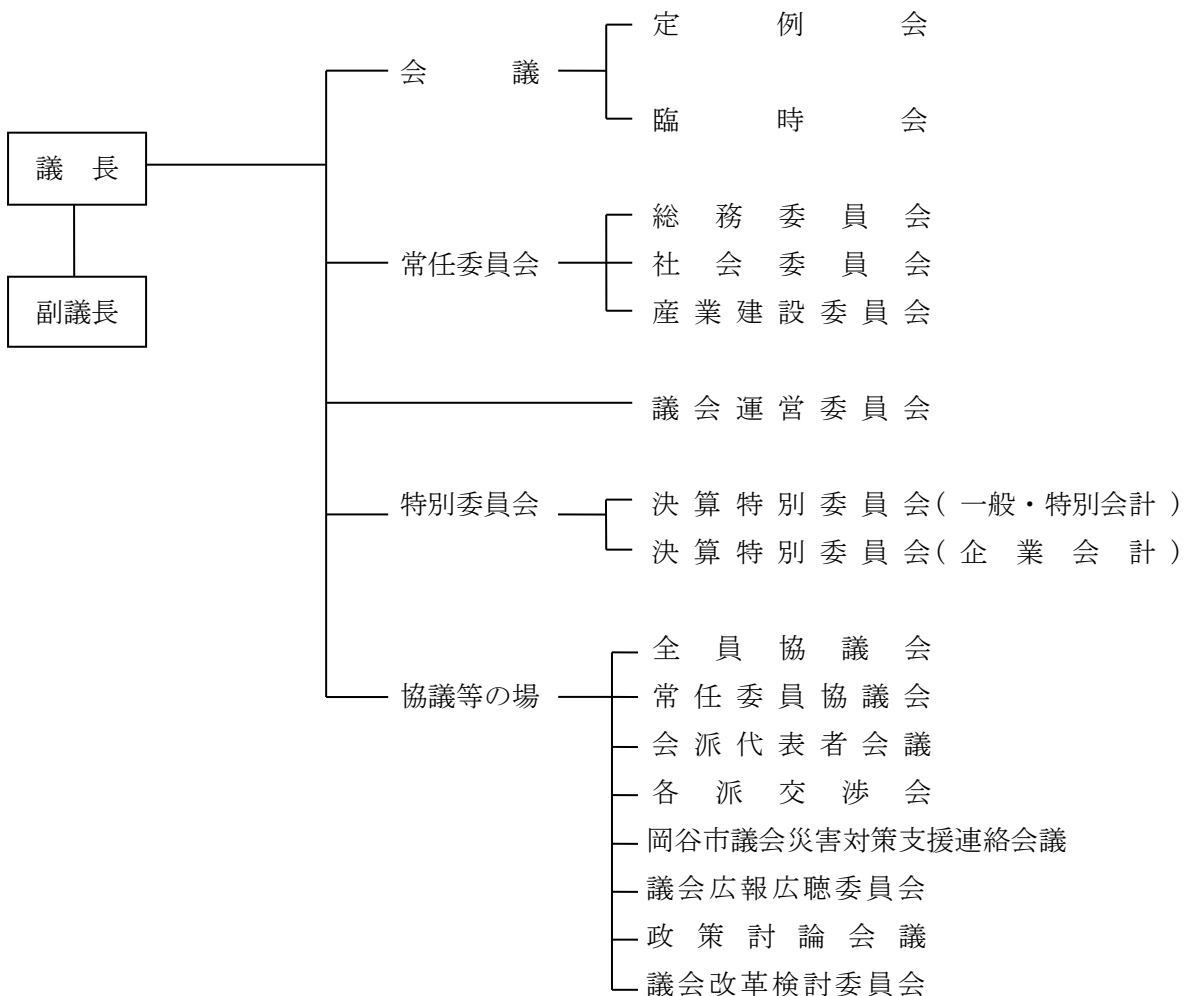 議長
副議長
会議
定例会
臨時会
常任委員会
総務委員会
社会委員会
産業建設委員会
議会運営委員会
特別委員会
決算特別委員会(一般・特別会計)
決算特別委員会(企業会計)
協議等の場
全員協議会
常任委員協議会
会派代表者会議
各派交渉会
岡谷市議会災害対策支援連絡会議
議会広報広聴委員会
政策討論会議
議会改革検討委員会